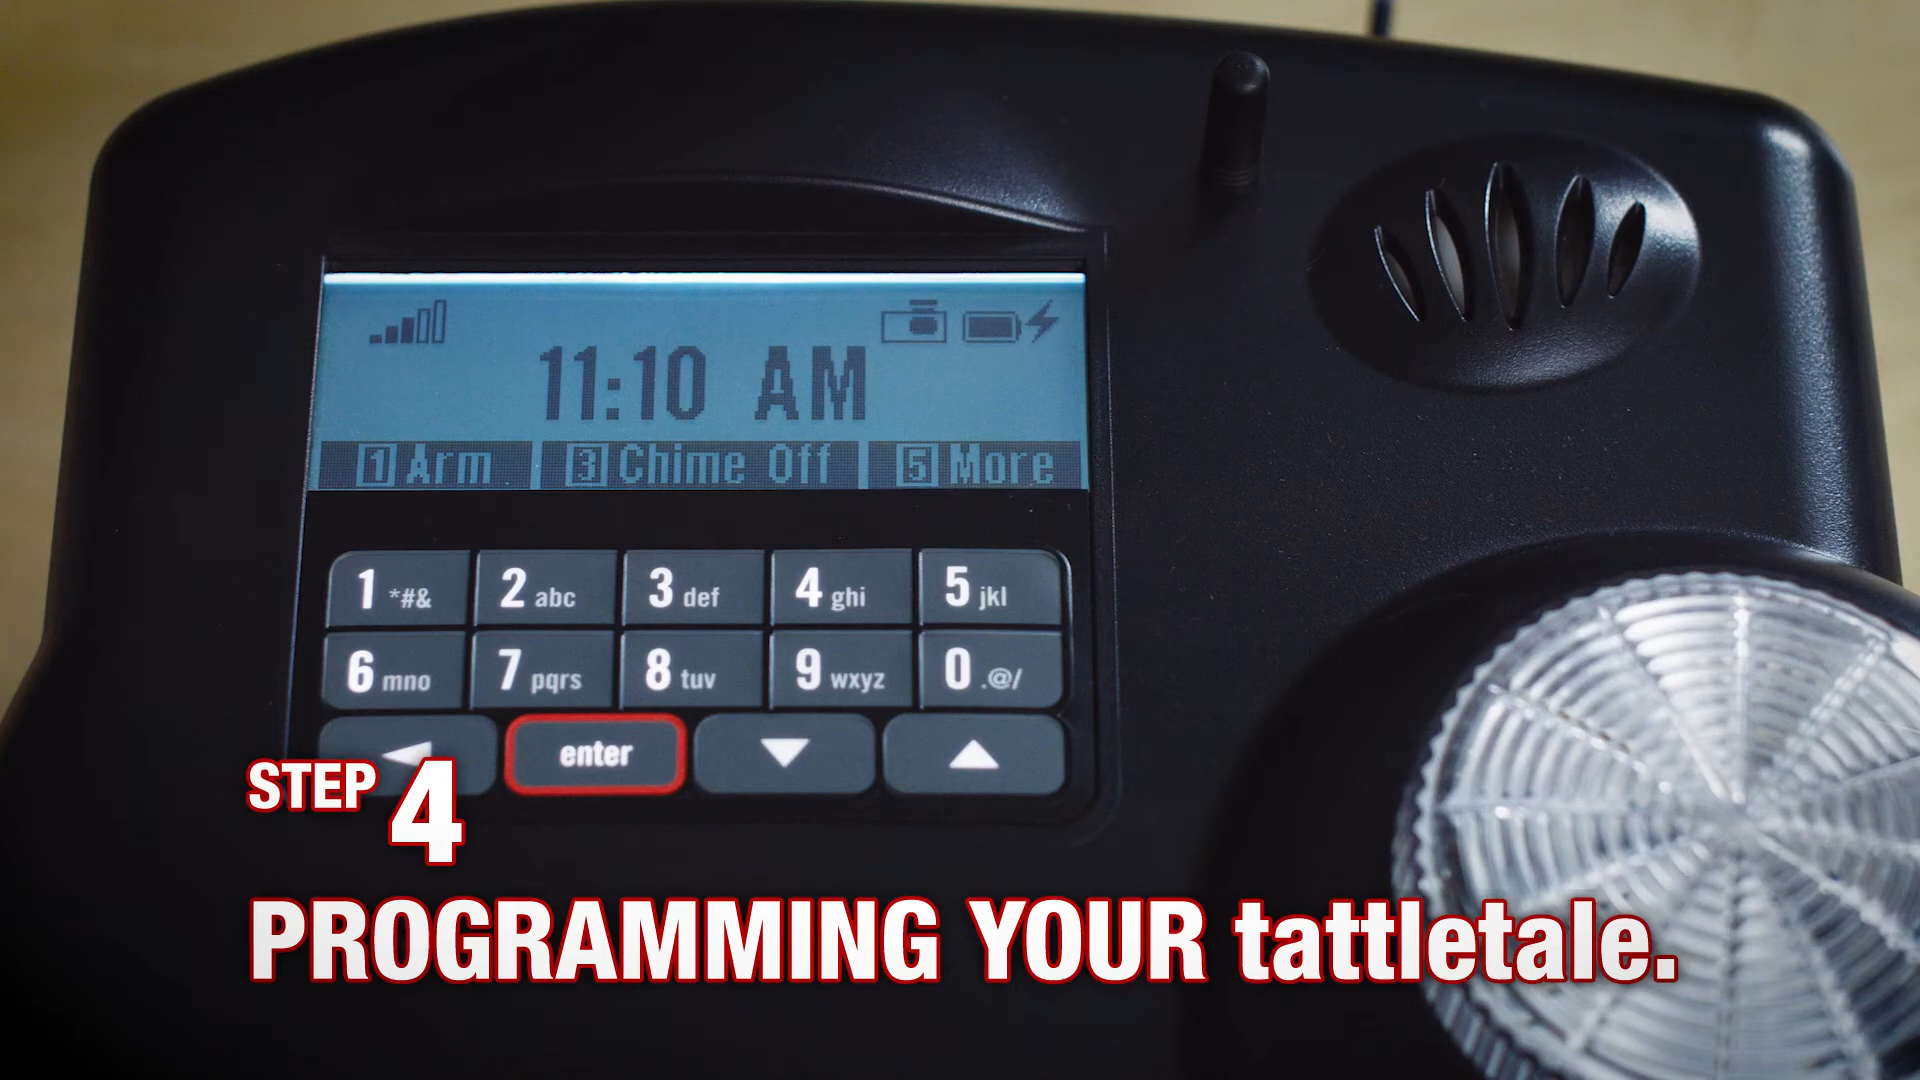 11:10 AM
1 Arm 3 Chime Off 5 More
1 *#& 2 abc 3 def 4 ghi 5 jkl
6 mno 7 pqrs 8 tuv 9 wxyz 0 .@/
enter
STEP 4
PROGRAMMING YOUR tattletale.